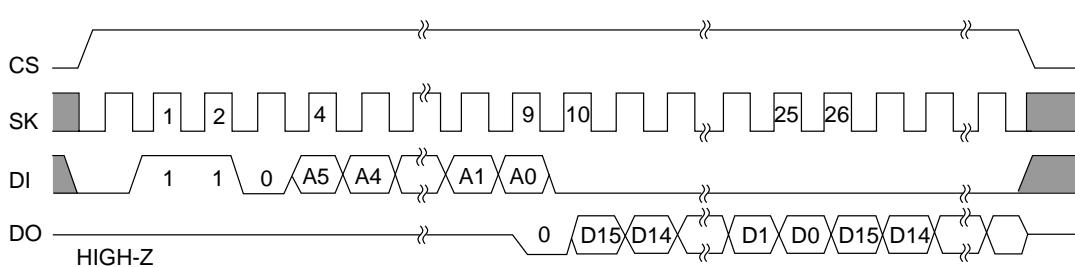 CS
SK 1 2 4 9 10 25 26
DI 1 1 0 A5 A4 A1 A0
DO 0 D15 D14 D1 D0 D15 D14
HIGH-Z